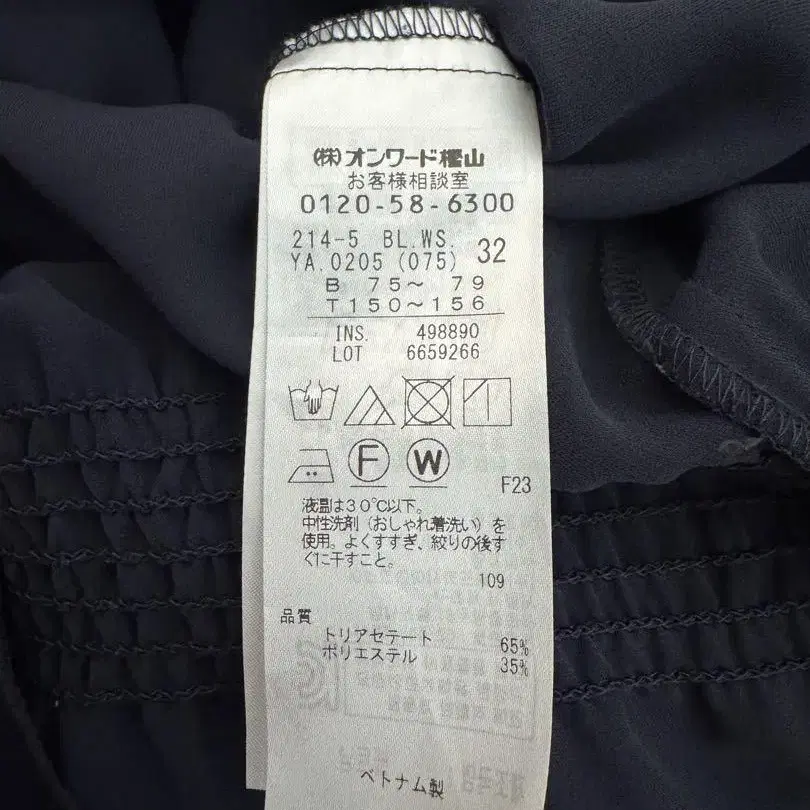 (株)オンワード樫山
お客様相談室
0120-58-6300
214-5 BL.WS. 32
YA.0205 (075)
B 75～ 79
T150～156
INS. 498890
LOT 6659266
F
W
F23
液温は30℃以下。
中性洗剤（おしゃれ着洗い）を
使用。よくすすぎ、絞りの後す
ぐに干すこと。
109
品質
トリアセテート 65%
ポリエステル 35%
ベトナム製